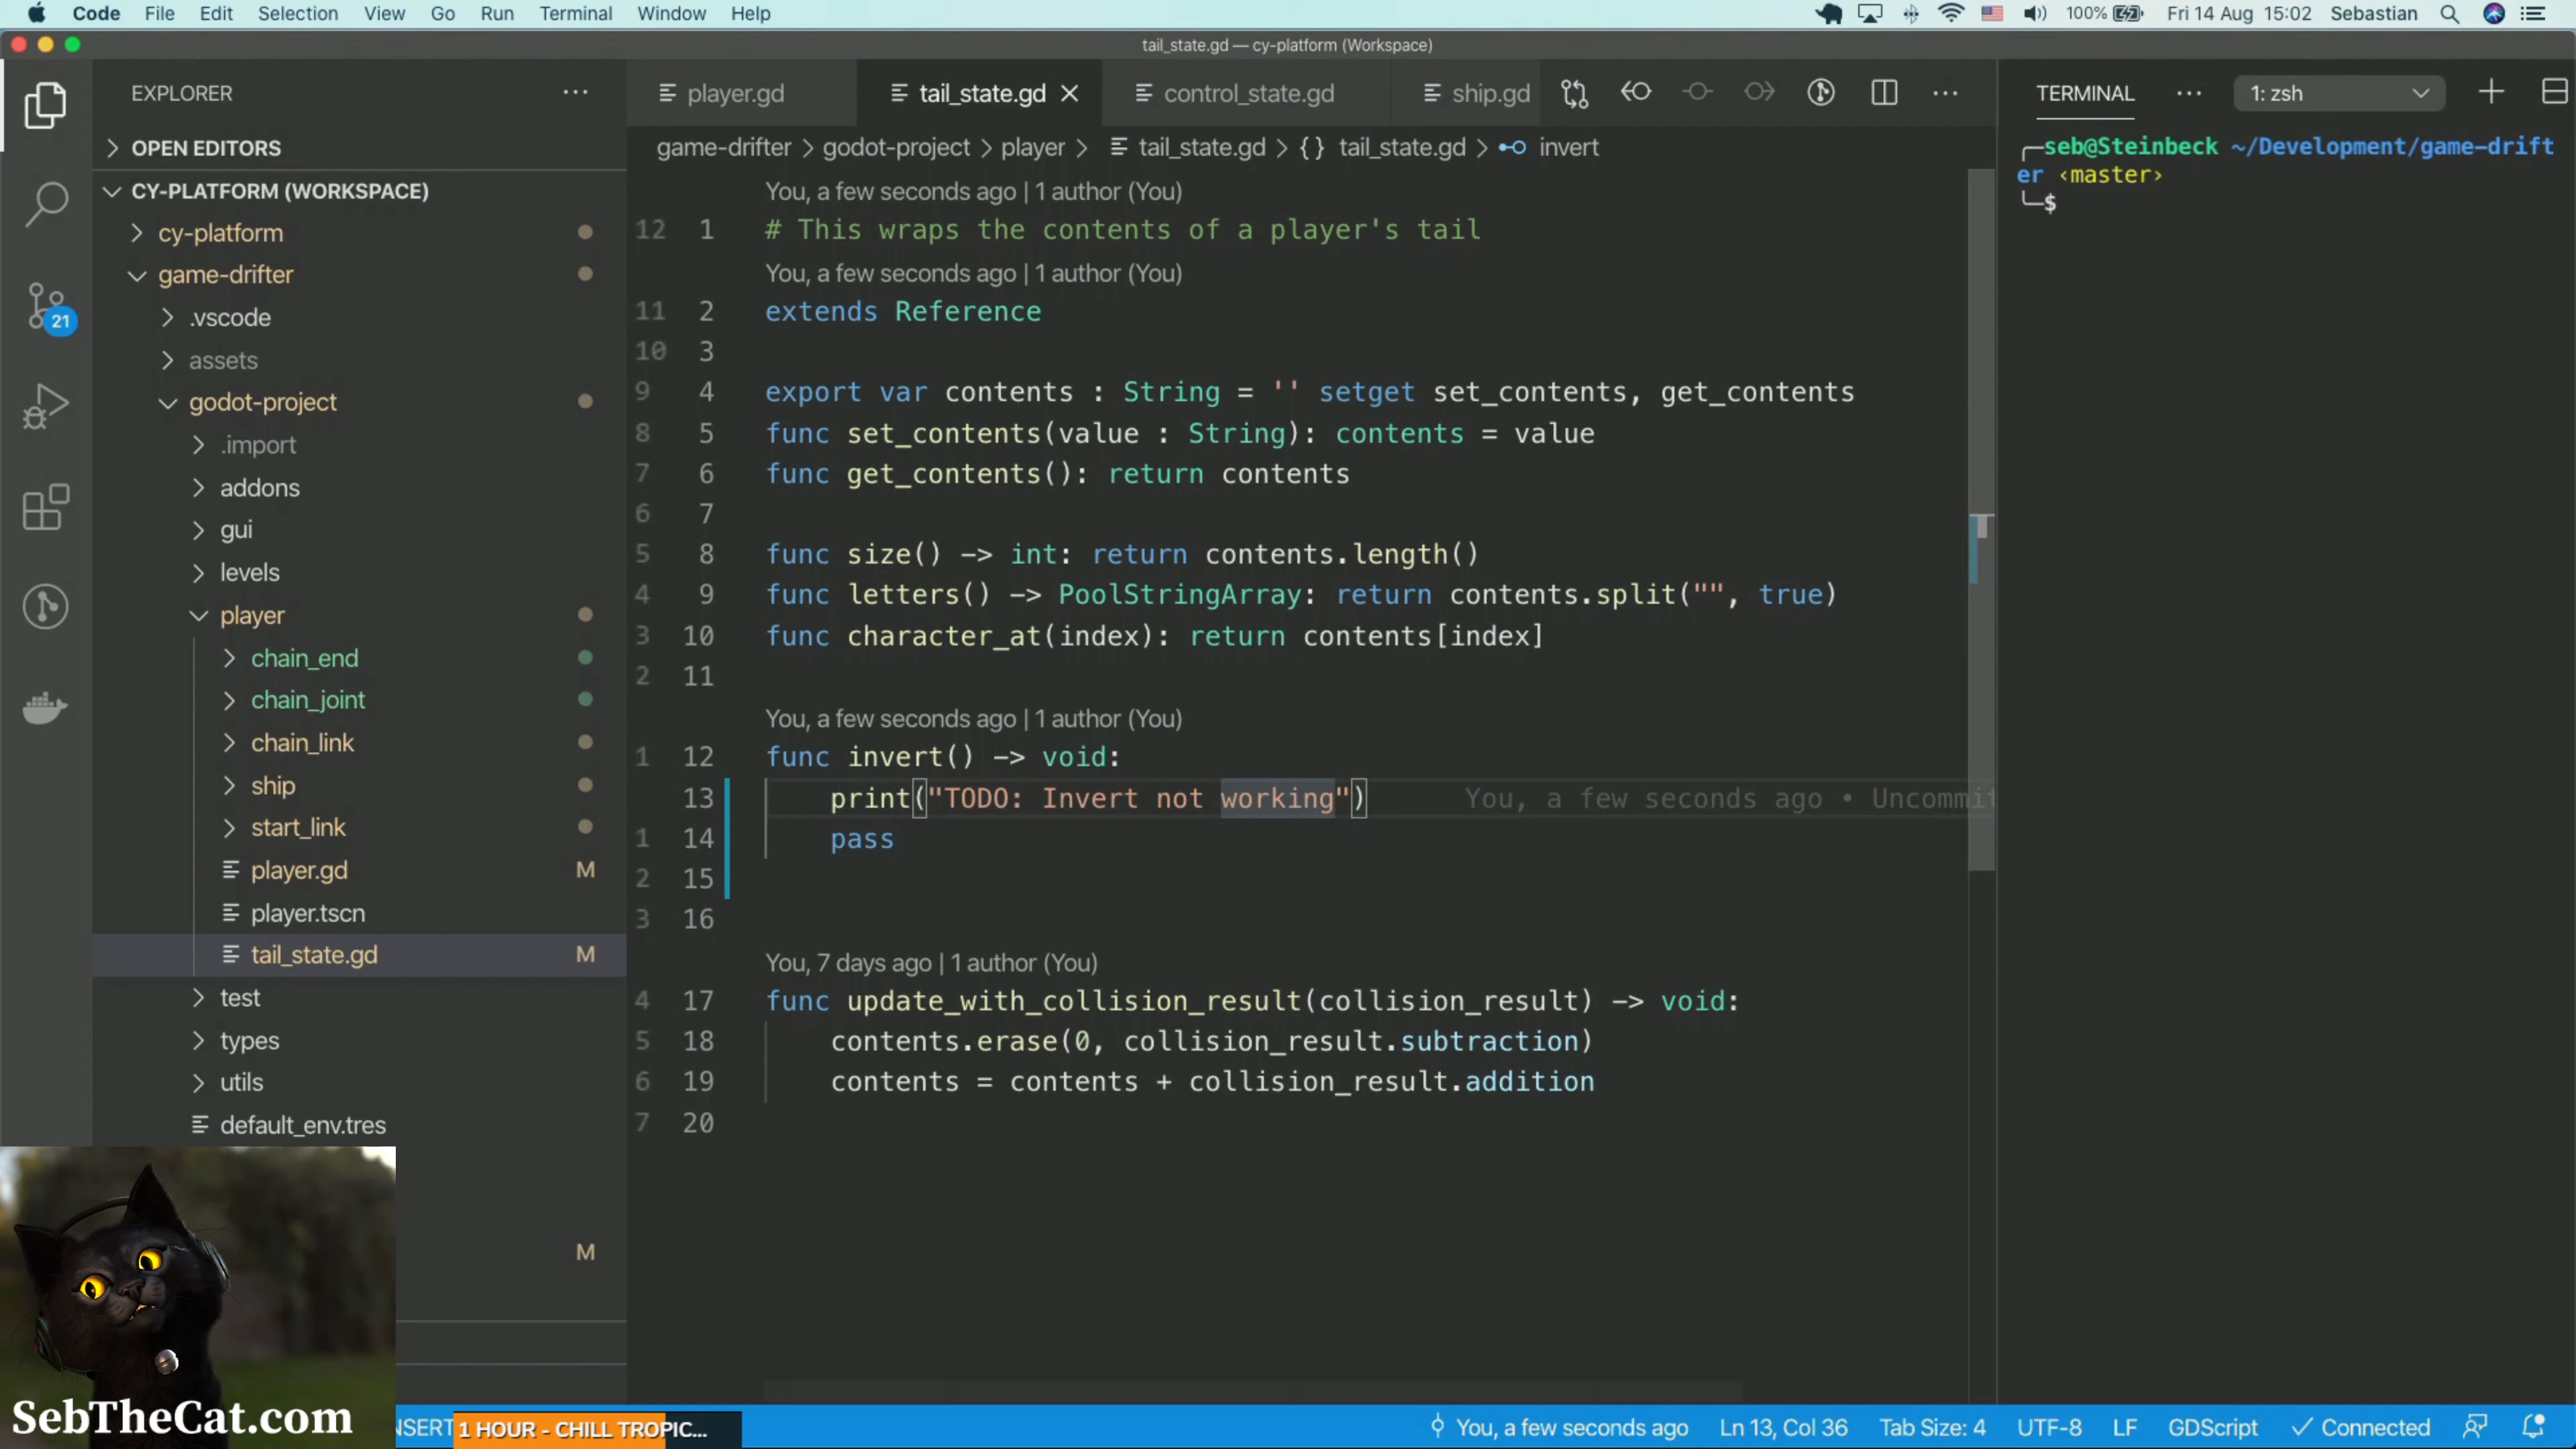 Code File Edit Selection View Go Run Terminal Window Help 100% Fri 14 Aug 15:02 Sebastian
tail_state.gd — cy-platform (Workspace)
EXPLORER ···
OPEN EDITORS
CY-PLATFORM (WORKSPACE)
cy-platform
game-drifter
.vscode
assets
godot-project
.import
addons
gui
levels
player
chain_end
chain_joint
chain_link
ship
start_link
player.gd M
player.tscn
tail_state.gd M
test
types
utils
default_env.tres
M
21
player.gd tail_state.gd control_state.gd ship.gd ···
game-drifter > godot-project > player > tail_state.gd > {} tail_state.gd > invert
You, a few seconds ago | 1 author (You)
12 1 # This wraps the contents of a player's tail
You, a few seconds ago | 1 author (You)
11 2 extends Reference
10 3
9 4 export var contents : String = '' setget set_contents, get_contents
8 5 func set_contents(value : String): contents = value
7 6 func get_contents(): return contents
6 7
5 8 func size() -> int: return contents.length()
4 9 func letters() -> PoolStringArray: return contents.split("", true)
3 10 func character_at(index): return contents[index]
2 11
You, a few seconds ago | 1 author (You)
1 12 func invert() -> void:
13 print("TODO: Invert not working") You, a few seconds ago • Uncommit
1 14 pass
2 15
3 16
You, 7 days ago | 1 author (You)
4 17 func update_with_collision_result(collision_result) -> void:
5 18 contents.erase(0, collision_result.subtraction)
6 19 contents = contents + collision_result.addition
7 20
TERMINAL ··· 1: zsh
╭─seb@Steinbeck ~/Development/game-drift
er ‹master›
╰─$
SebTheCat.com
NSERT 1 HOUR - CHILL TROPIC... You, a few seconds ago Ln 13, Col 36 Tab Size: 4 UTF-8 LF GDScript Connected